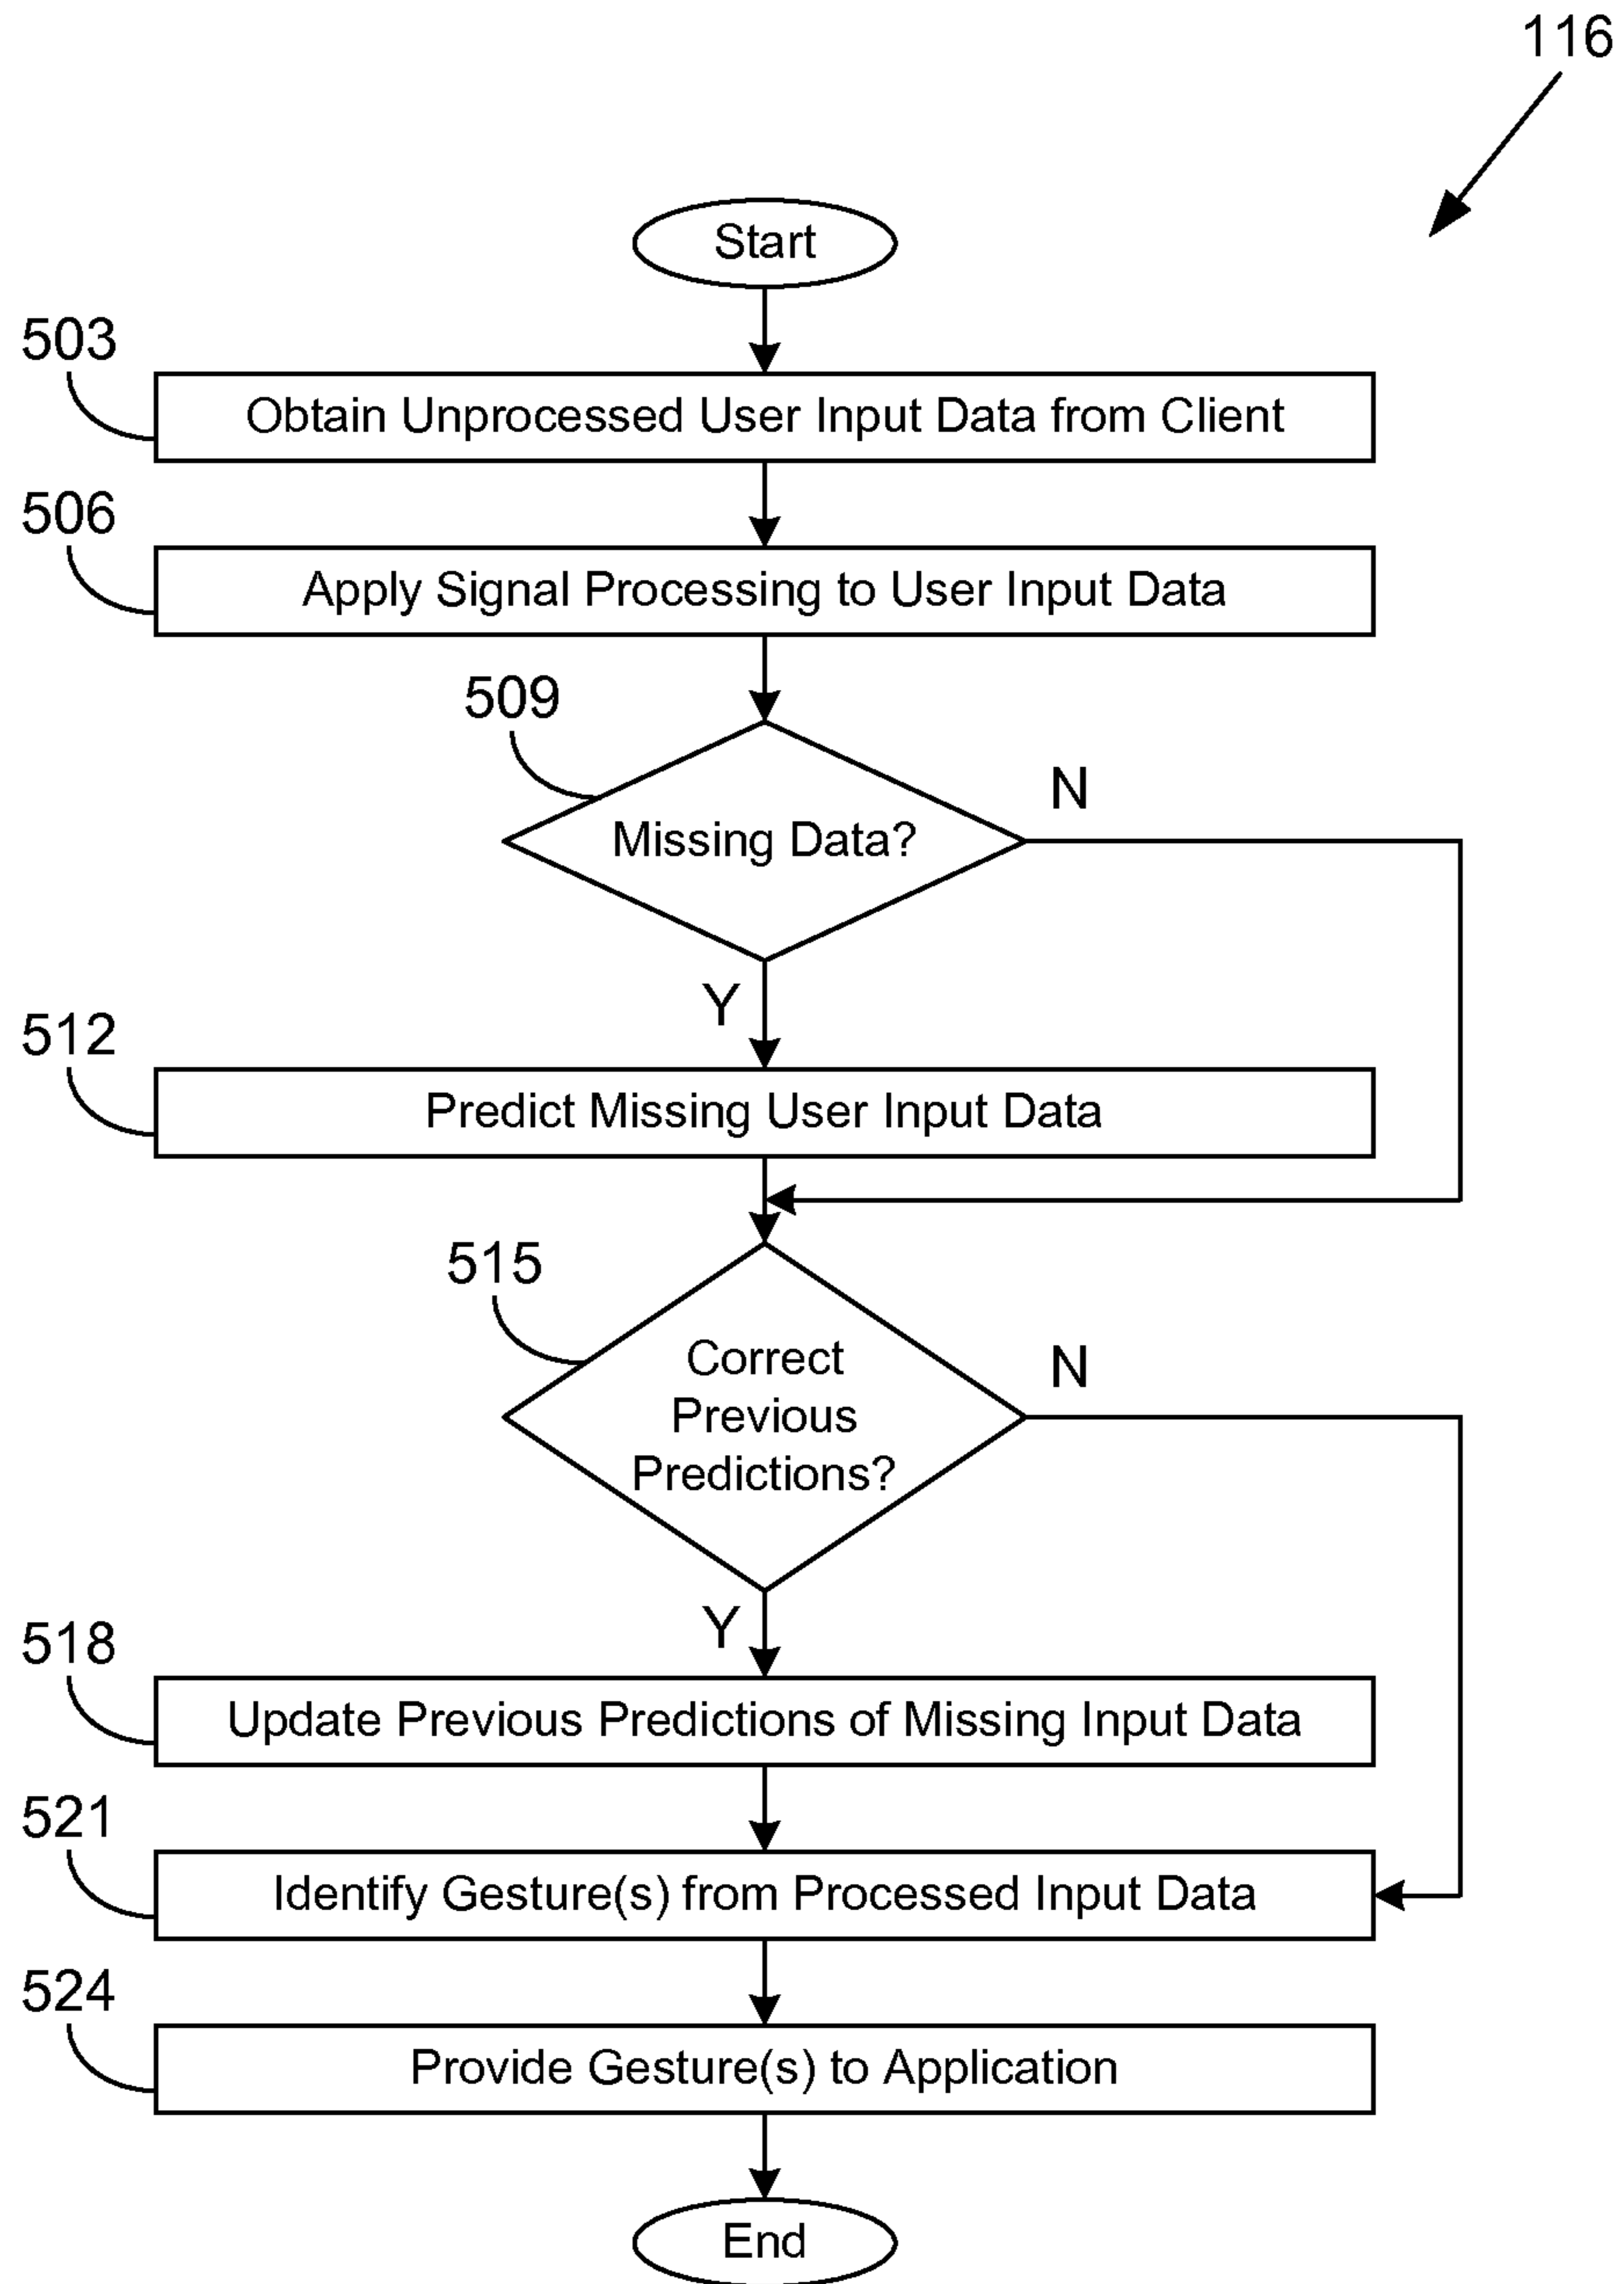 116
Start
503
Obtain Unprocessed User Input Data from Client
506
Apply Signal Processing to User Input Data
509
Missing Data?
N
Y
512
Predict Missing User Input Data
515
Correct
Previous
Predictions?
N
Y
518
Update Previous Predictions of Missing Input Data
521
Identify Gesture(s) from Processed Input Data
524
Provide Gesture(s) to Application
End